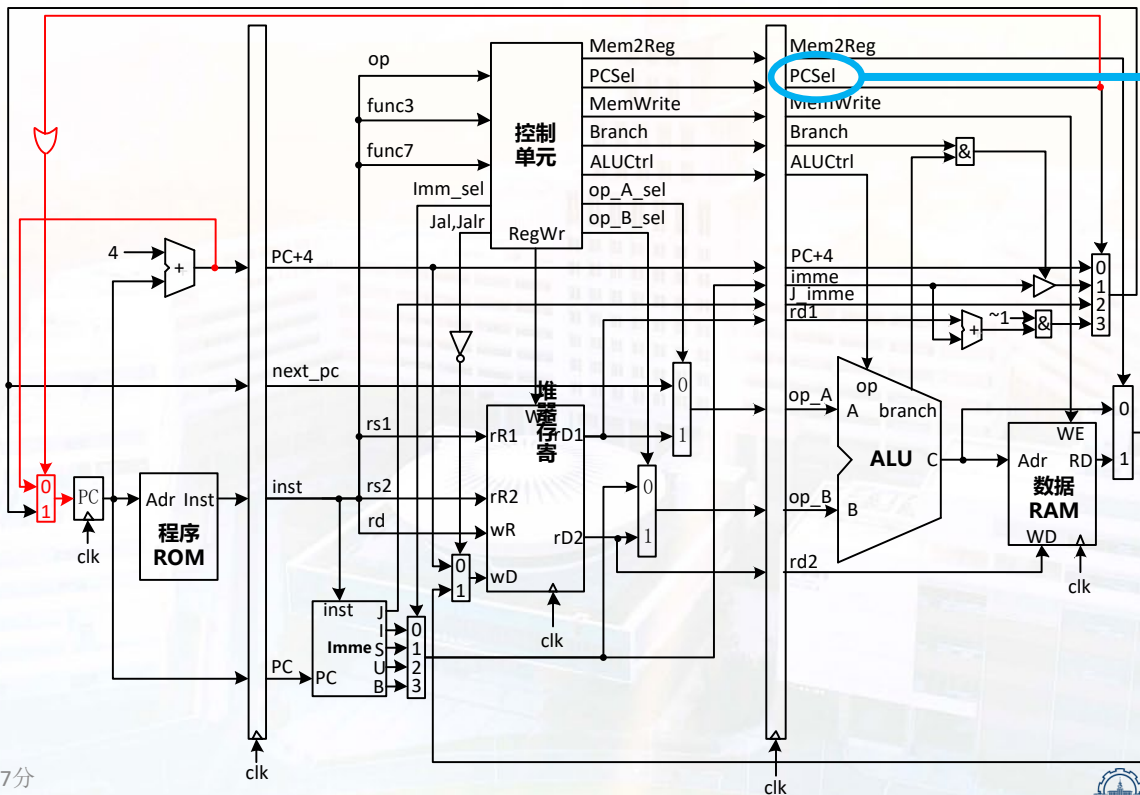 Mem2Reg
PCSel
MemWrite
Branch
ALUCtrl
op_A_sel
op_B_sel
op
func3
func7
Imm_sel
Jal,Jalr
RegWr
控制
单元
Mem2Reg
PCSel
MemWrite
Branch
ALUCtrl
&
4
+
PC+4
PC+4
imme
J_imme
rd1
0
1
2
3
+
~1
&
next_pc
0
1
op_A
op
A
branch
ALU
C
B
op_B
0
1
WE
Adr
RD
数据
RAM
WD
clk
0
1
PC
clk
Adr Inst
程序
ROM
inst
rs1
rs2
rd
堆
器
存
寄
W
rR1
rD1
rR2
wR
rD2
wD
clk
0
1
0
1
rd2
inst
J
I
Imme
S
U
B
PC
PC
0
1
2
3
clk
clk
7分